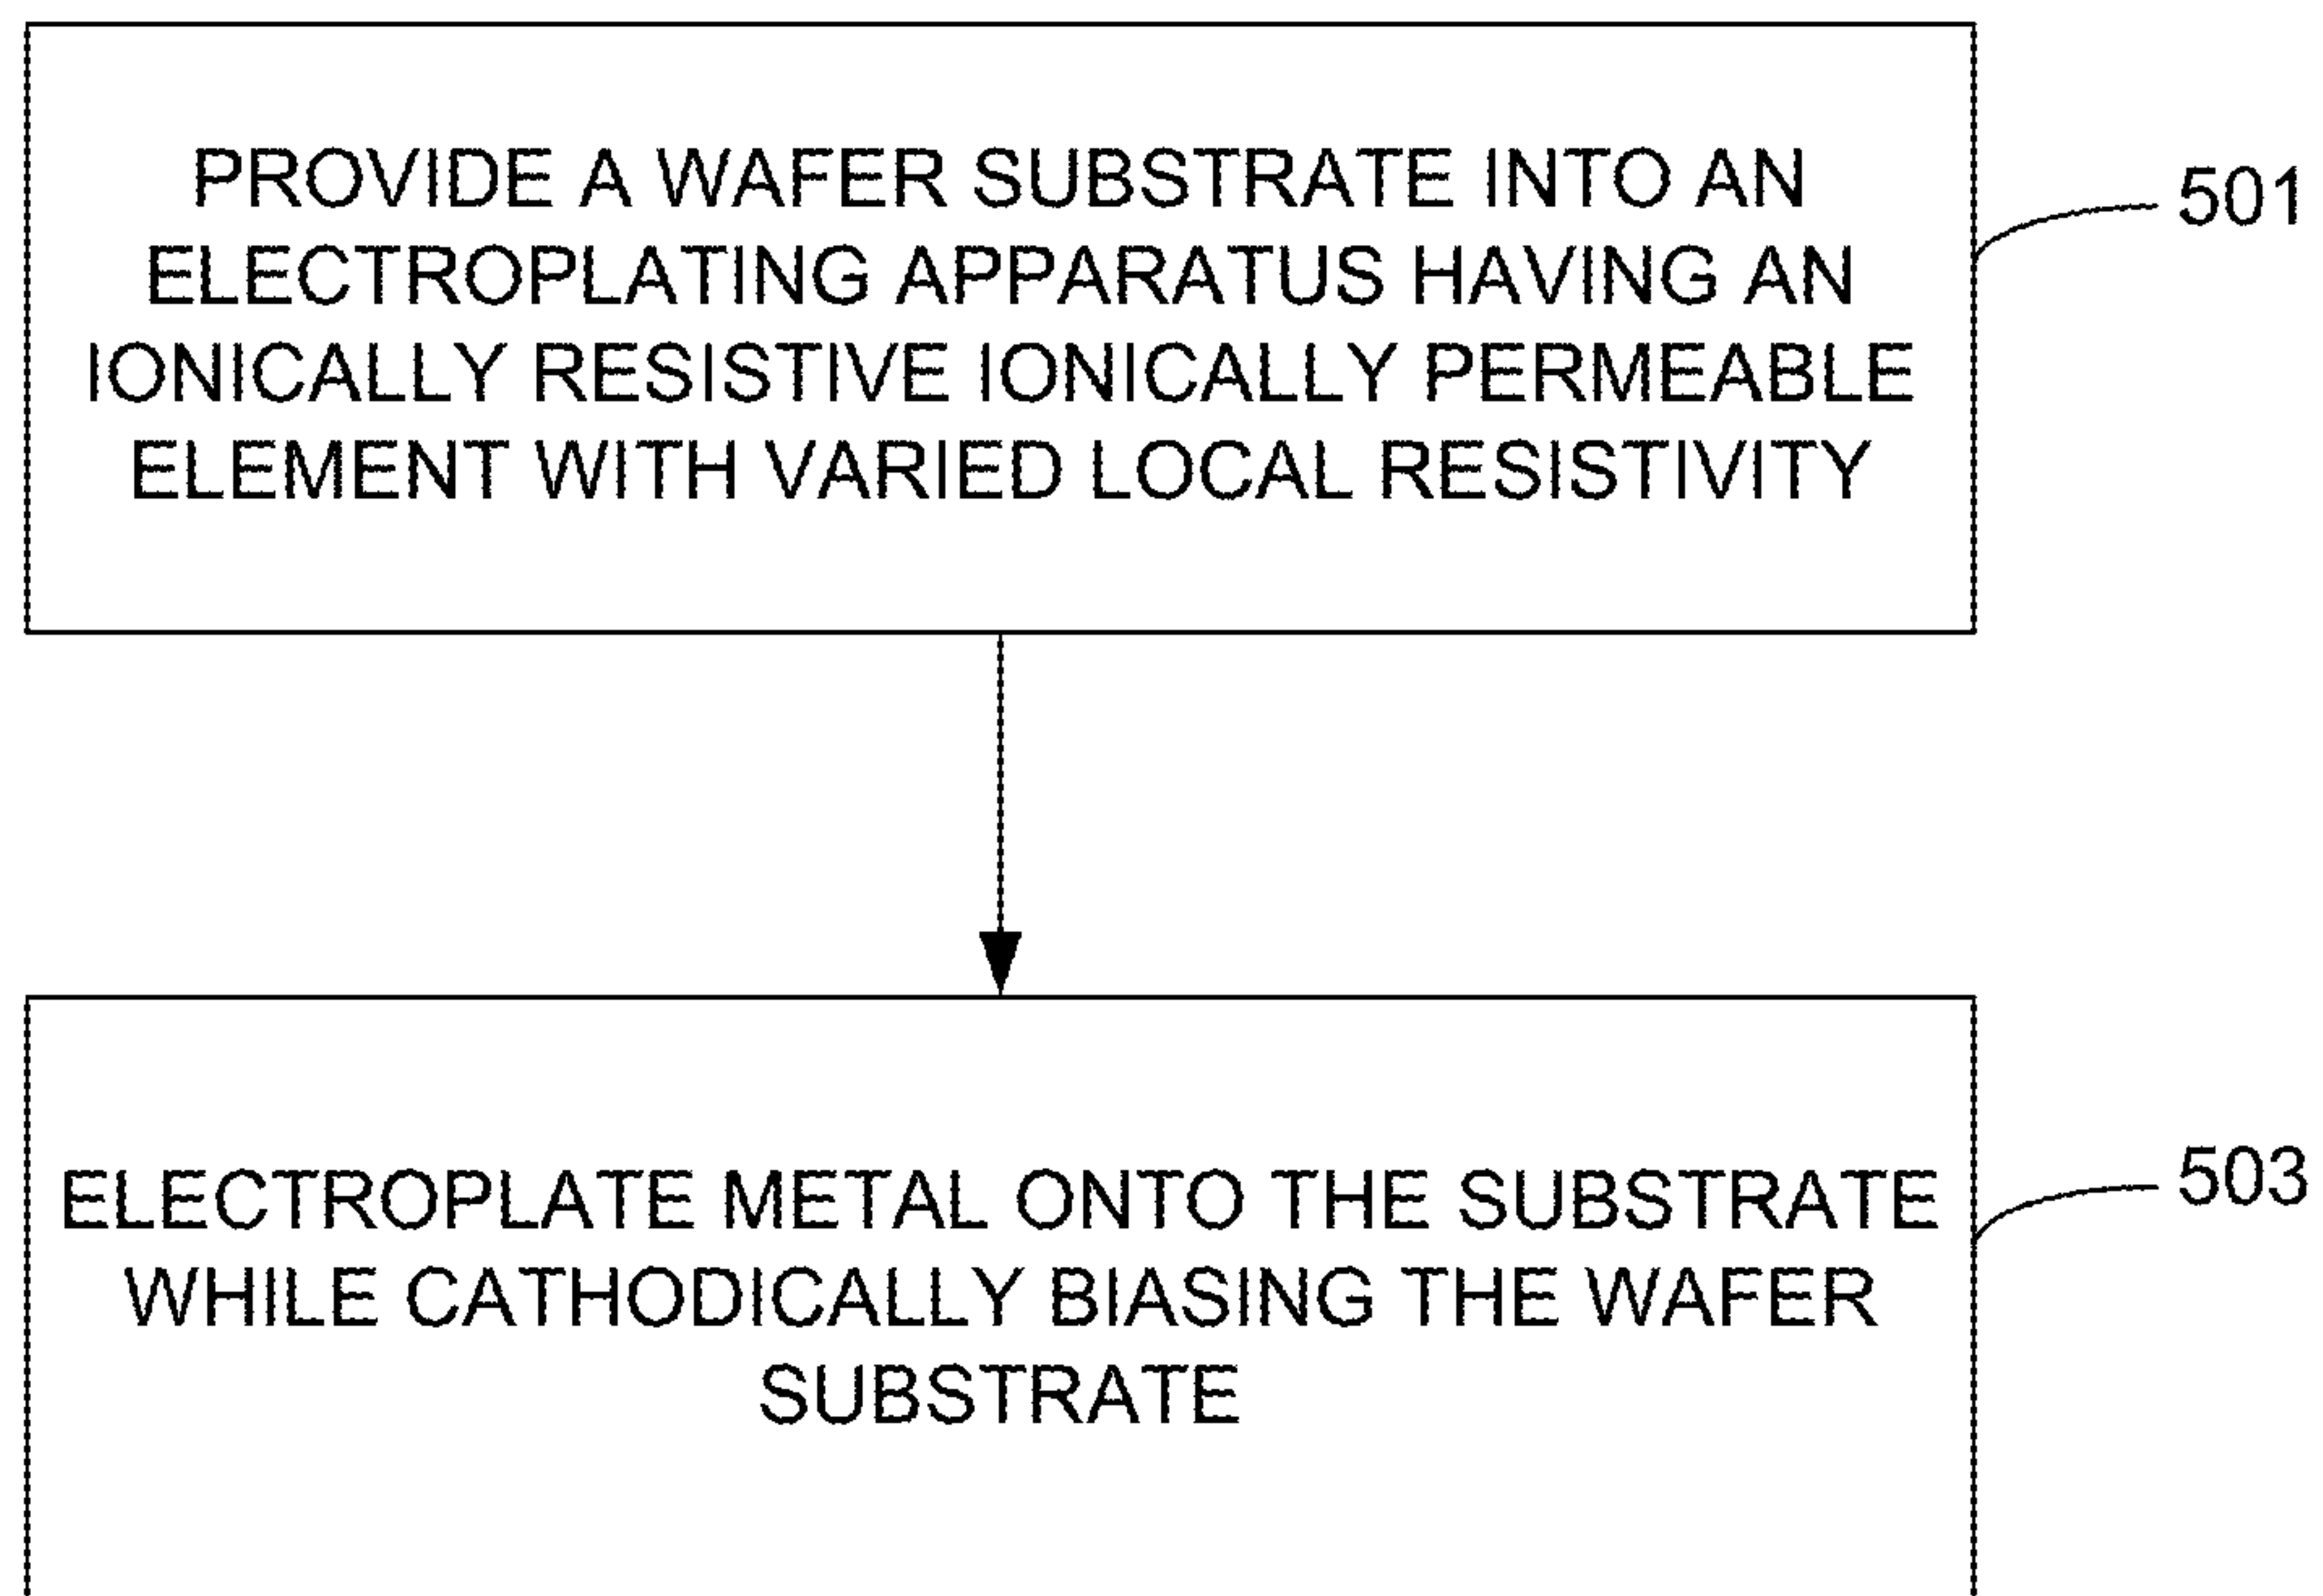 PROVIDE A WAFER SUBSTRATE INTO AN
ELECTROPLATING APPARATUS HAVING AN
IONICALLY RESISTIVE IONICALLY PERMEABLE
ELEMENT WITH VARIED LOCAL RESISTIVITY
501
ELECTROPLATE METAL ONTO THE SUBSTRATE
WHILE CATHODICALLY BIASING THE WAFER
SUBSTRATE
503